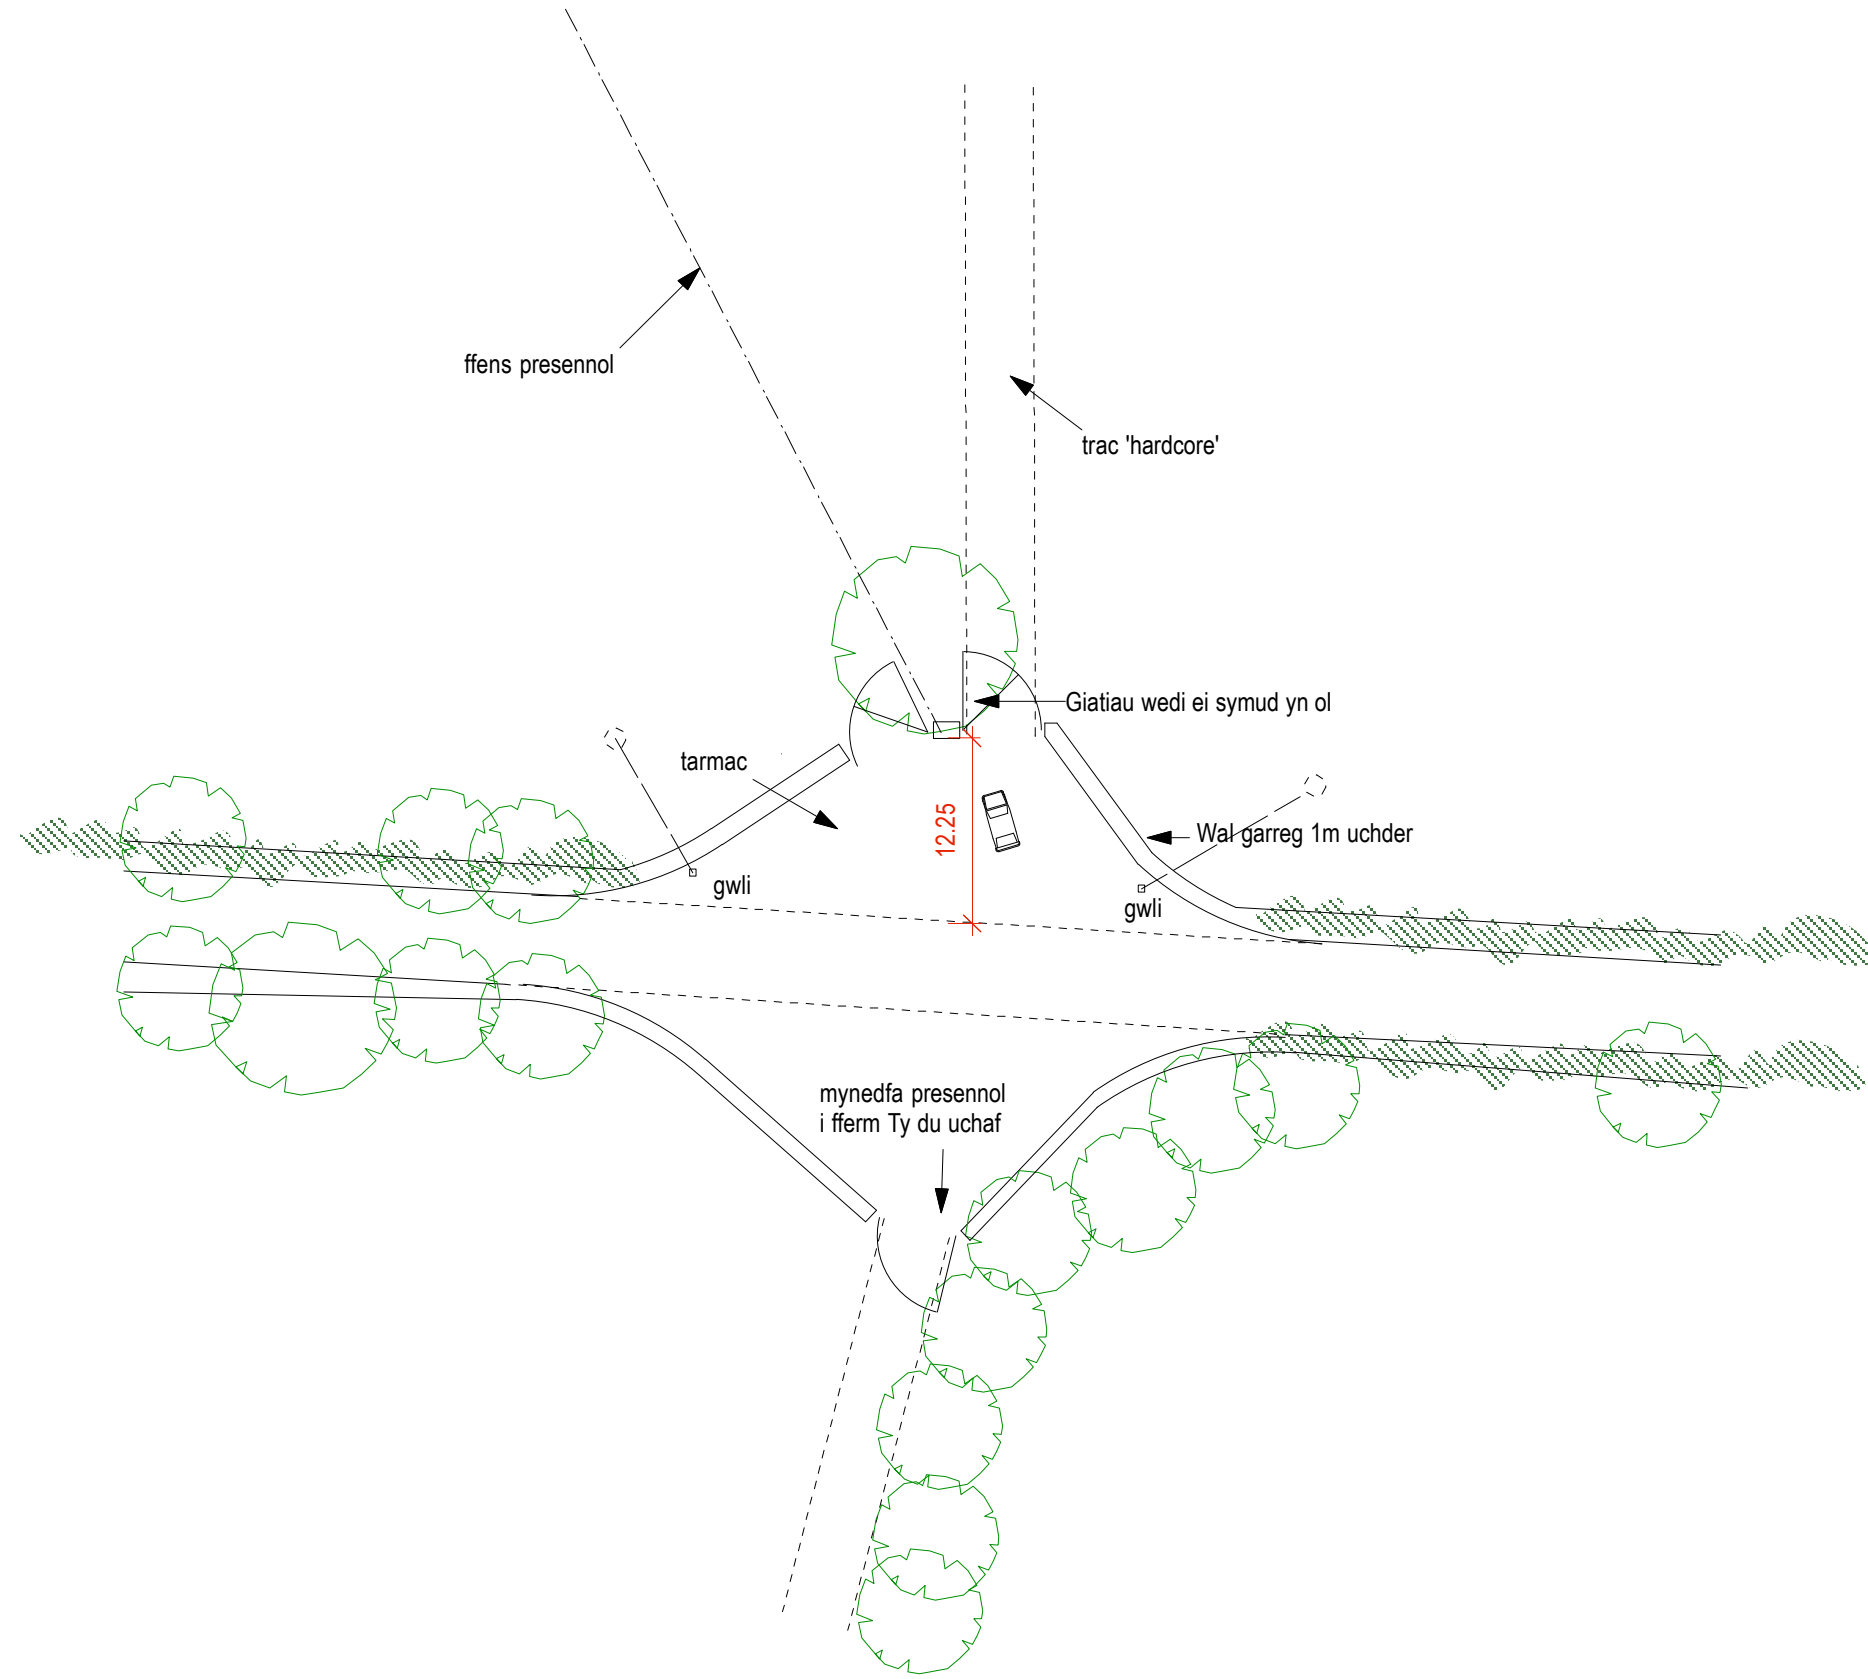 ffens presennol
trac 'hardcore'
Giatiau wedi ei symud yn ol
tarmac
12.25
Wal garreg 1m uchder
gwli
gwli
mynedfa presennol
i fferm Ty du uchaf